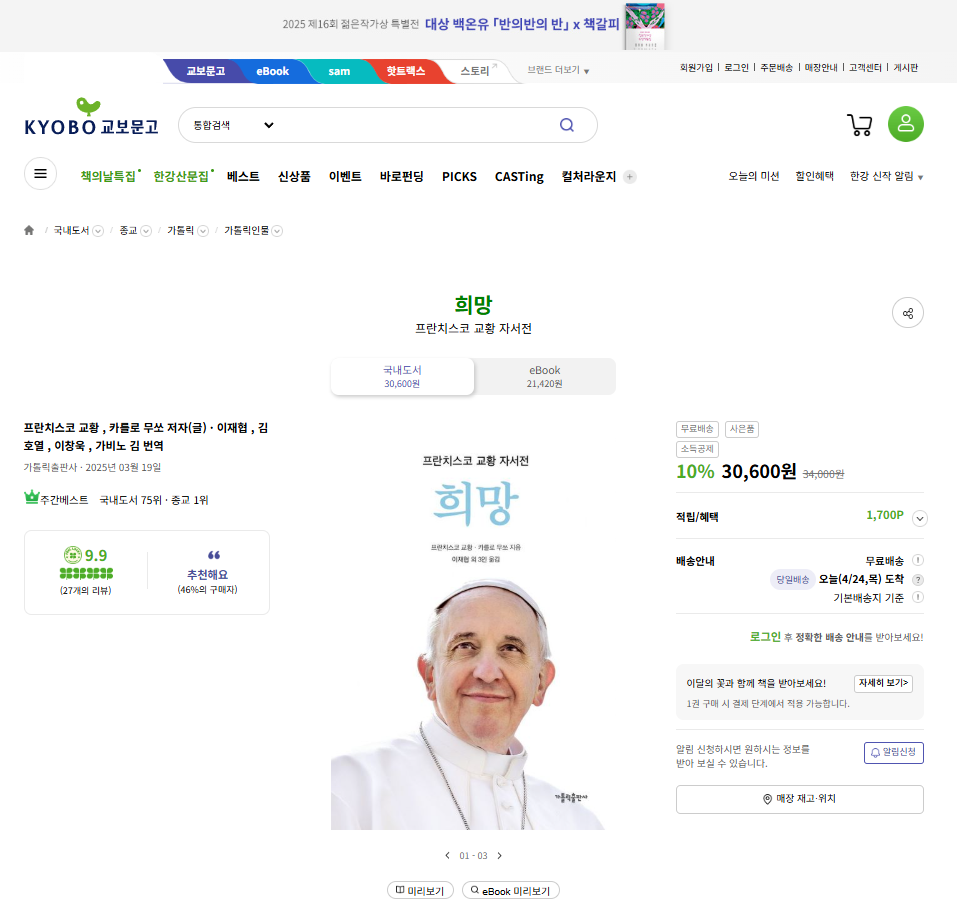 2025 제16회 젊은작가상 특별전 대상 백온유 「반의반의 반」 x 책갈피
교보문고 eBook sam 핫트랙스 스토리 브랜드 더보기
회원가입 로그인 주문배송 매장안내 고객센터 게시판
KYOBO 교보문고
통합검색
책의날특집 한강산문집 베스트 신상품 이벤트 바로펀딩 PICKS CASTing 컬처라운지
오늘의 미션 할인혜택 한강 신작 알림
/ 국내도서 / 종교 / 가톨릭 / 가톨릭인물
희망
프란치스코 교황 자서전
국내도서
30,600원
eBook
21,420원
프란치스코 교황 , 카를로 무쏘 저자(글) · 이재협 , 김
호열 , 이창욱 , 가비노 김 번역
가톨릭출판사 · 2025년 03월 19일
주간베스트 국내도서 75위 · 종교 1위
9.9
(27개의 리뷰)
추천해요
(46%의 구매자)
프란치스코 교황 자서전
희망
프란치스코 교황 · 카를로 무쏘 지음
이재협 외 3인 옮김
가톨릭출판사
01 - 03
미리보기 eBook 미리보기
무료배송 사은품
소득공제
10% 30,600원 34,000원
적립/혜택 1,700P
배송안내 무료배송
당일배송 오늘(4/24,목) 도착
기본배송지 기준
로그인 후 정확한 배송 안내를 받아보세요!
이달의 꽃과 함께 책을 받아보세요! 자세히 보기>
1권 구매 시 결제 단계에서 적용 가능합니다.
알림 신청하시면 원하시는 정보를
받아 보실 수 있습니다.
알림신청
매장 재고·위치